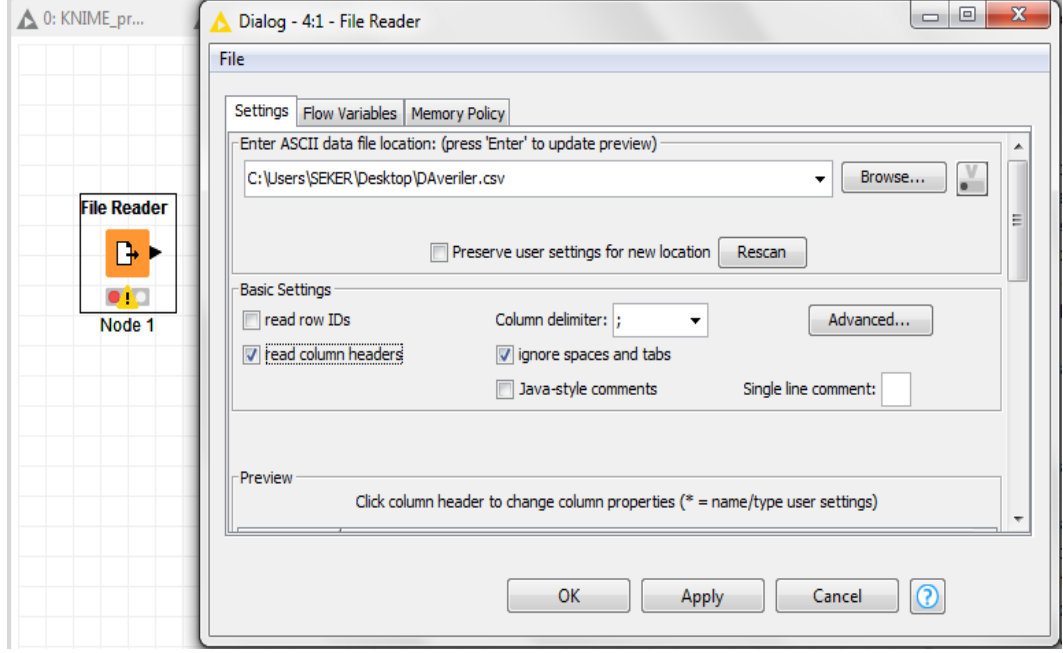 0: KNIME_pr...
Dialog - 4:1 - File Reader
File
Settings Flow Variables Memory Policy
Enter ASCII data file location: (press 'Enter' to update preview)
C:\Users\SEKER\Desktop\DAveriler.csv Browse... V
Preserve user settings for new location Rescan
Basic Settings
read row IDs Column delimiter: ; Advanced...
read column headers ignore spaces and tabs
Java-style comments Single line comment:
Preview
Click column header to change column properties (* = name/type user settings)
OK Apply Cancel ?
File Reader
!
Node 1